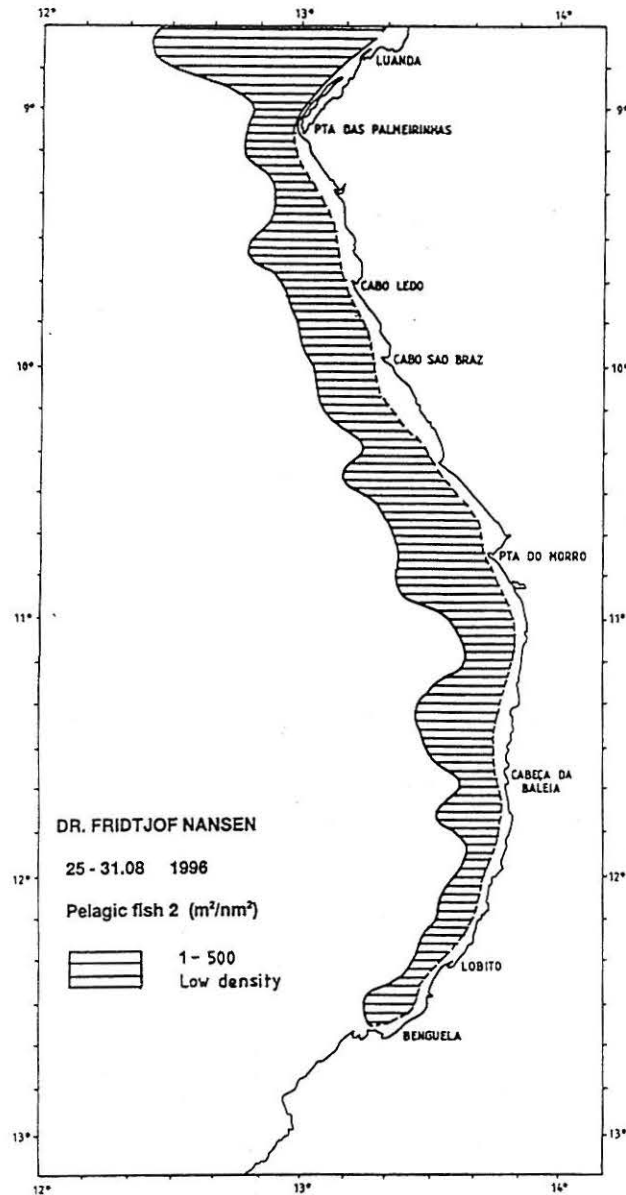 13°
14°
LUANDA
9°
9°
PTA DAS PALMEIRINHAS
CABO LEDO
10°
CABO SAO BRAZ
10°
PTA DO MORRO
11°
11°
CABEÇA DA
BALEIA
DR. FRIDTJOF NANSEN
25 - 31.08 1996
12°
12°
Pelagic fish 2 (m²/nm²)
1 - 500
Low density
LOBITO
BENGUELA
13°
13°
12°
13°
14°